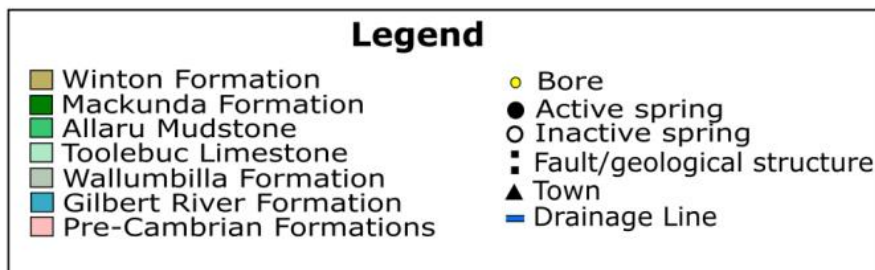 Legend
Winton Formation
Mackunda Formation
Allaru Mudstone
Toolebuc Limestone
Wallumbilla Formation
Gilbert River Formation
Pre-Cambrian Formations
Bore
Active spring
Inactive spring
Fault/geological structure
Town
Drainage Line